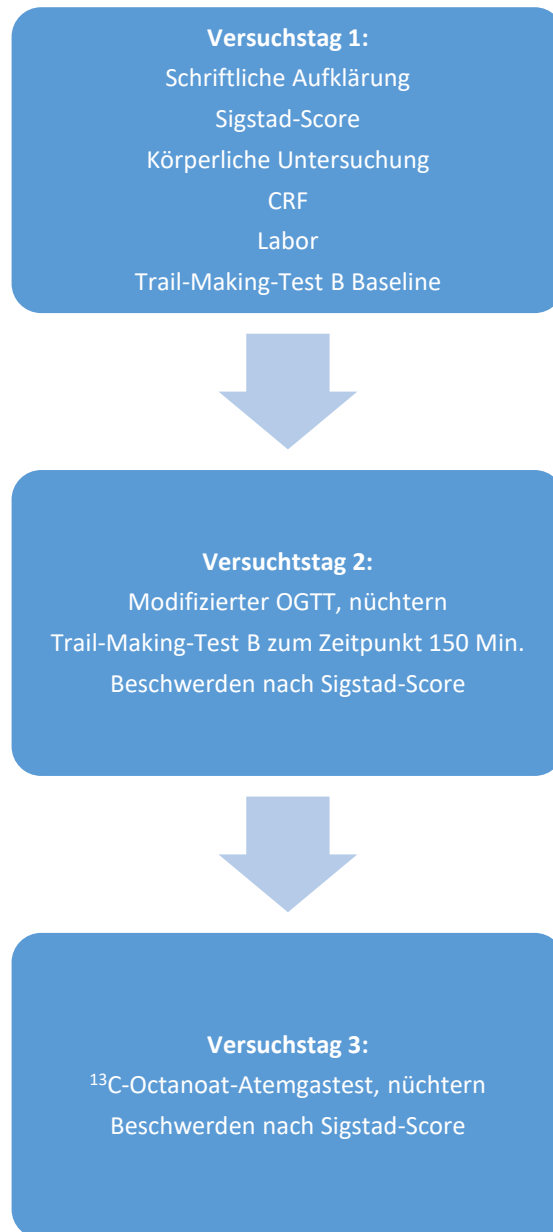 Versuchstag 1:
Schriftliche Aufklärung
Sigstad-Score
Körperliche Untersuchung
CRF
Labor
Trail-Making-Test B Baseline
Versuchtstag 2:
Modifizierter OGTT, nüchtern
Trail-Making-Test B zum Zeitpunkt 150 Min.
Beschwerden nach Sigstad-Score
Versuchstag 3:
¹³C-Octanoat-Atemgastest, nüchtern
Beschwerden nach Sigstad-Score